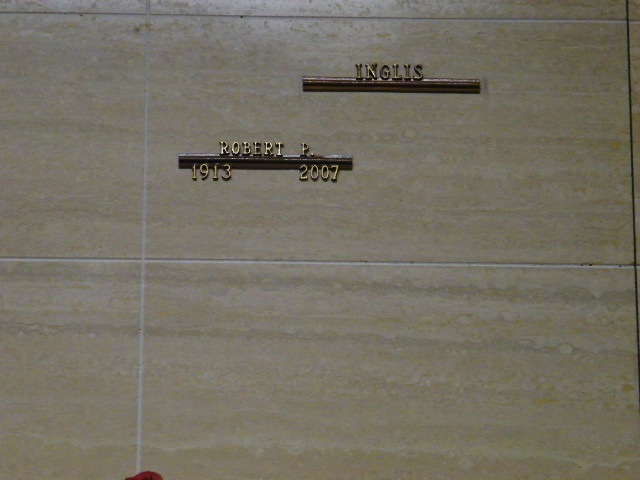 INGLIS
ROBERT P.
1913 2007